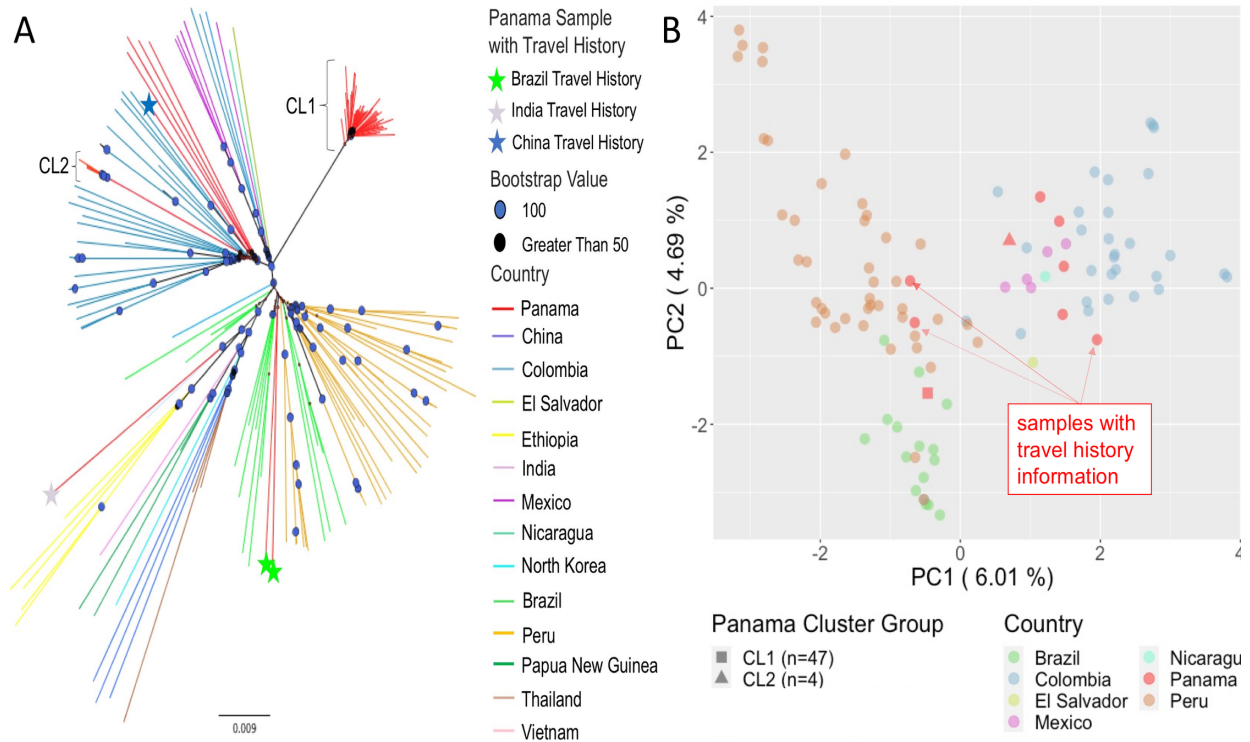 A
CL1
CL2
0.009
Panama Sample
with Travel History
Brazil Travel History
India Travel History
China Travel History
Bootstrap Value
100
Greater Than 50
Country
Panama
China
Colombia
El Salvador
Ethiopia
India
Mexico
Nicaragua
North Korea
Brazil
Peru
Papua New Guinea
Thailand
Vietnam
B
PC2 ( 4.69 %)
4
2
0
-2
samples with
travel history
information
-2
0
2
4
PC1 ( 6.01 %)
Panama Cluster Group
CL1 (n=47)
CL2 (n=4)
Country
Brazil
Colombia
El Salvador
Mexico
Nicaragu
Panama
Peru